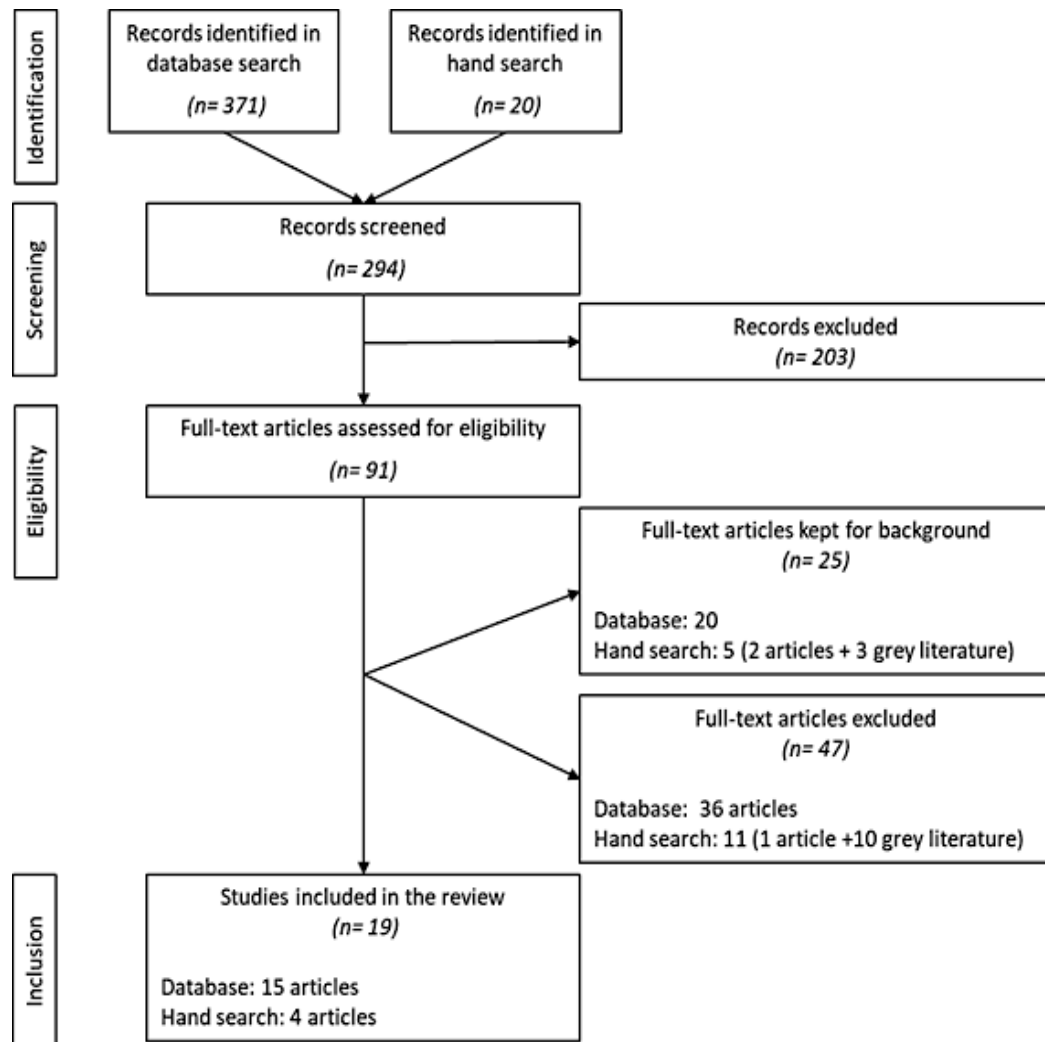 Identification
Records identified in
database search
(n= 371)
Records identified in
hand search
(n= 20)
Screening
Records screened
(n= 294)
Records excluded
(n= 203)
Eligibility
Full-text articles assessed for eligibility
(n= 91)
Full-text articles kept for background
(n= 25)
Database: 20
Hand search: 5 (2 articles + 3 grey literature)
Full-text articles excluded
(n= 47)
Database:  36 articles
Hand search: 11 (1 article +10 grey literature)
Inclusion
Studies included in the review
(n= 19)
Database: 15 articles
Hand search: 4 articles